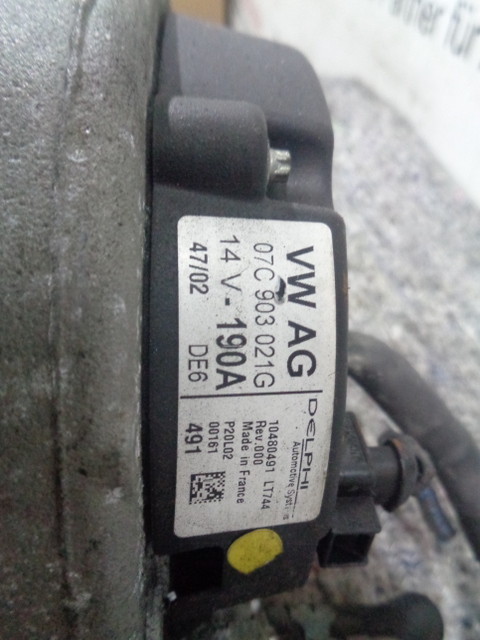 VW AG
07C 903 021G
14 V - 190A
47/02 DE6
DELPHI
Automotive Systems
10480491 LT744
Rev.000
Made in France
P20L02
00161
491
für